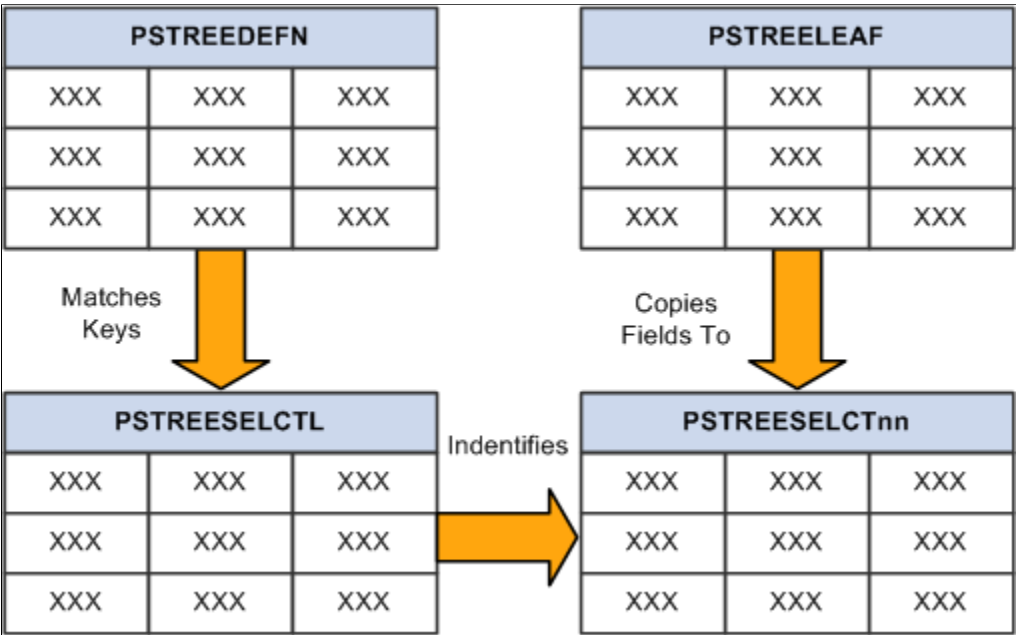 PSTREEDEFN PSTREELEAF
XXX XXX XXX XXX XXX XXX
XXX XXX XXX XXX XXX XXX
XXX XXX XXX XXX XXX XXX
Matches
Keys
Copies
Fields To
PSTREESELCTL PSTREESELCTnn
Indentifies
XXX XXX XXX XXX XXX XXX
XXX XXX XXX XXX XXX XXX
XXX XXX XXX XXX XXX XXX